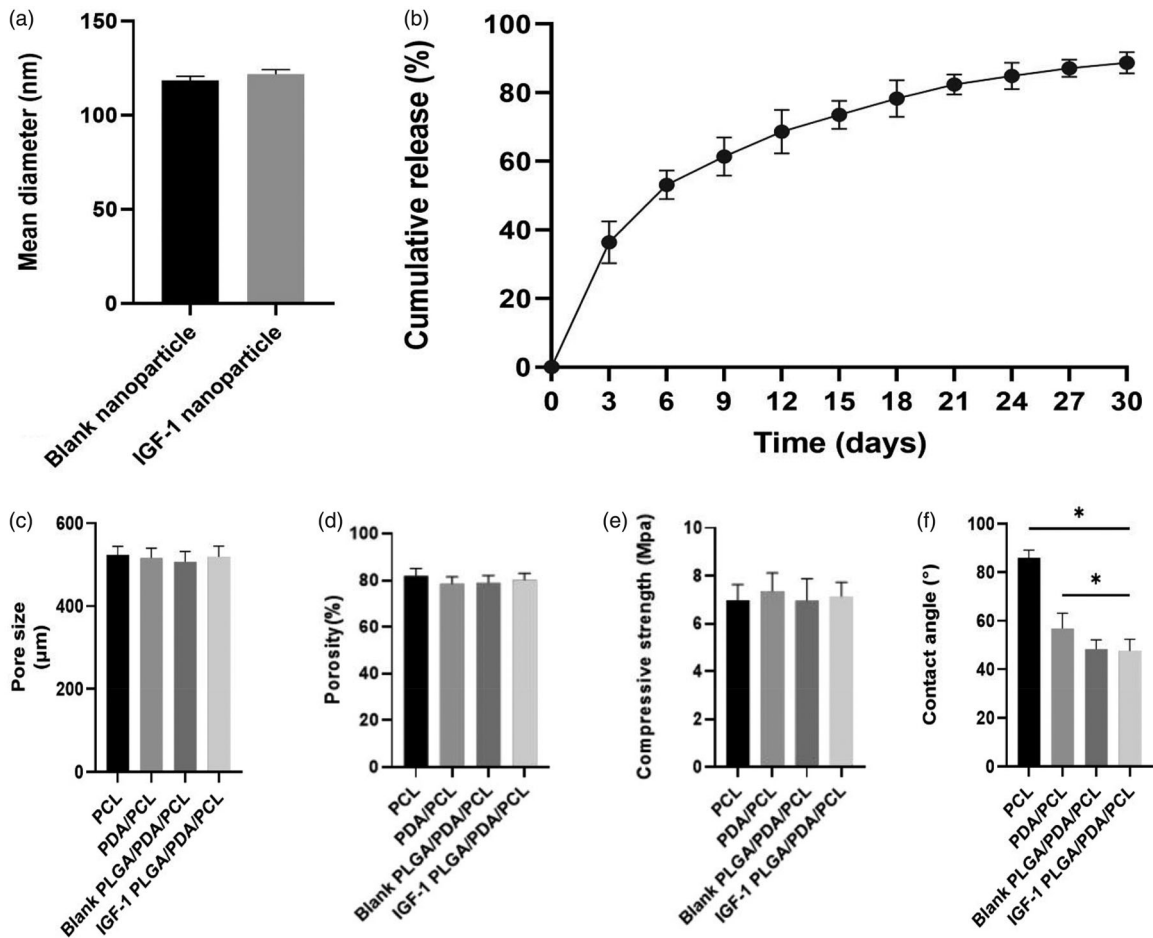 (a)
Mean diameter (nm)
150
100
50
0
Blank nanoparticle
IGF-1 nanoparticle
(b)
Cumulative release (%)
100
80
60
40
20
0
0 3 6 9 12 15 18 21 24 27 30
Time (days)
(c)
Pore size
(μm)
600
400
200
0
PCL
PDA/PCL
Blank PLGA/PDA/PCL
IGF-1 PLGA/PDA/PCL
(d)
Porosity(%)
100
80
60
40
20
0
PCL
PDA/PCL
Blank PLGA/PDA/PCL
IGF-1 PLGA/PDA/PCL
(e)
Compressive strength (Mpa)
10
8
6
4
2
0
PCL
PDA/PCL
Blank PLGA/PDA/PCL
IGF-1 PLGA/PDA/PCL
(f)
Contact angle (°)
100
80
60
40
20
0
*
*
PCL
PDA/PCL
Blank PLGA/PDA/PCL
IGF-1 PLGA/PDA/PCL